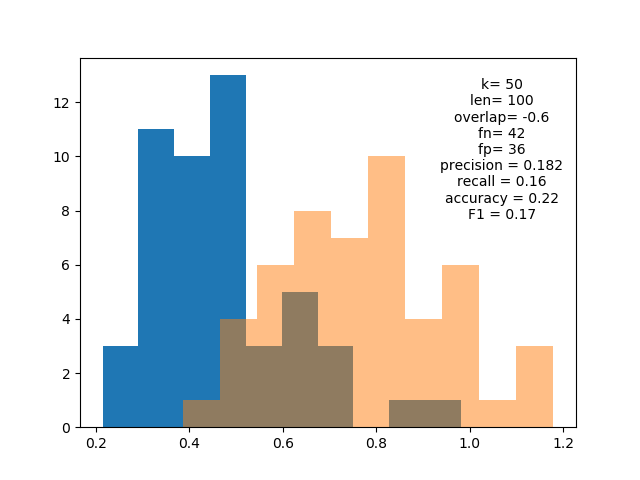 k= 50
len= 100
overlap= -0.6
fn= 42
fp= 36
precision = 0.182
recall = 0.16
accuracy = 0.22
F1 = 0.17
12
10
8
6
4
2
0
0.2 0.4 0.6 0.8 1.0 1.2